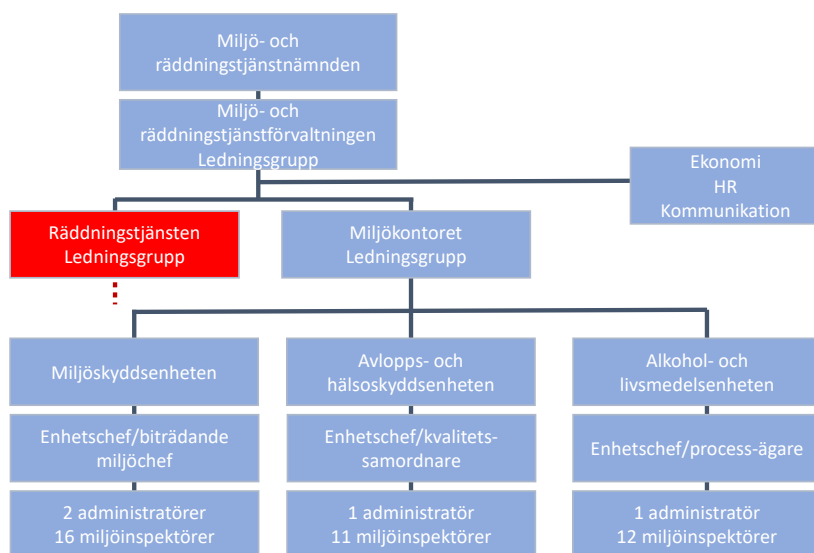 Miljö- och
räddningstjänstnämnden
Miljö- och
räddningstjänstförvaltningen
Ledningsgrupp
Ekonomi
HR
Kommunikation
Räddningstjänsten
Ledningsgrupp
Miljökontoret
Ledningsgrupp
Miljöskyddsenheten
Avlopps- och
hälsoskyddsenheten
Alkohol- och
livsmedelsenheten
Enhetschef/biträdande
miljöchef
Enhetschef/kvalitets-
samordnare
Enhetschef/process-ägare
2 administratörer
16 miljöinspektörer
1 administratör
11 miljöinspektörer
1 administratör
12 miljöinspektörer